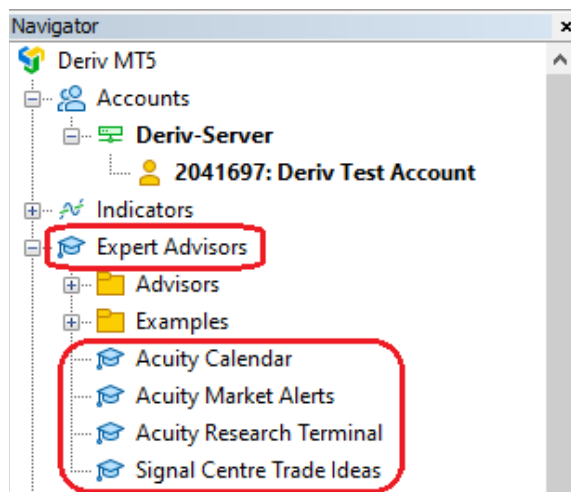 Navigator
Deriv MT5
Accounts
Deriv-Server
2041697: Deriv Test Account
Indicators
Expert Advisors
Advisors
Examples
Acuity Calendar
Acuity Market Alerts
Acuity Research Terminal
Signal Centre Trade Ideas